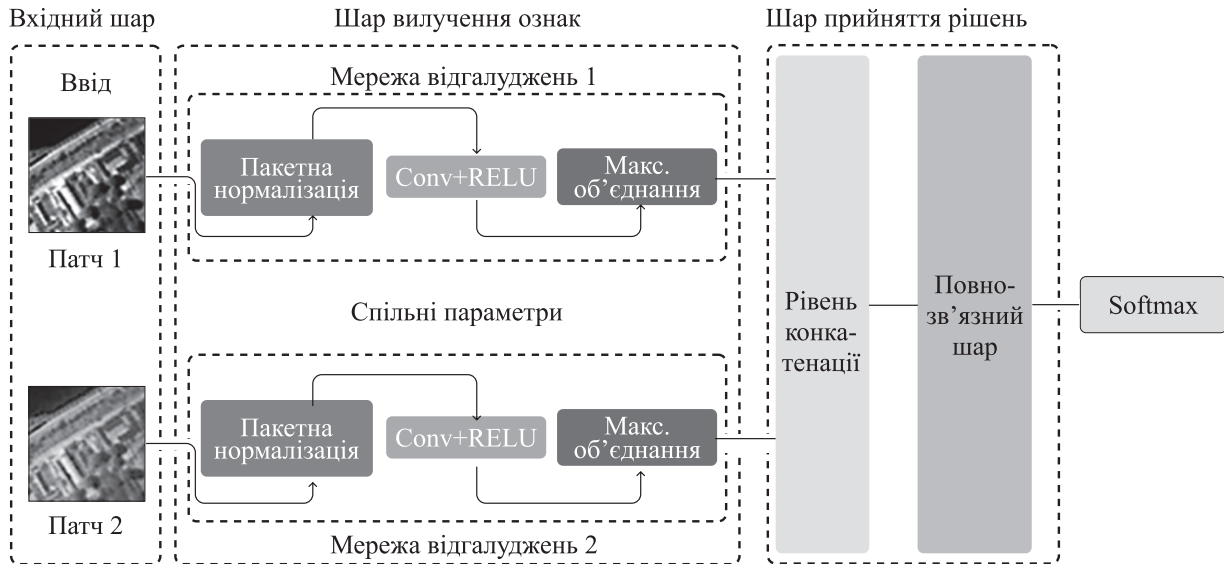 Вхідний шар
Шар вилучення ознак
Шар прийняття рішень
Ввід
Мережа відгалуджень 1
Пакетна
нормалізація
Conv+RELU
Макс.
об’єднання
Патч 1
Спільні параметри
Рівень
конка-
тенації
Повно-
зв’язний
шар
Softmax
Пакетна
нормалізація
Conv+RELU
Макс.
об’єднання
Патч 2
Мережа відгалуджень 2